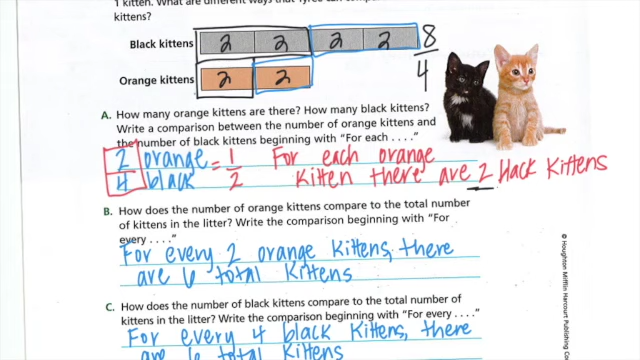 1 kitten. What are different ways that Tyree can
kittens?
Black kittens 2 2 2 2 8
Orange kittens 2 2 4
A. How many orange kittens are there? How many black kittens?
Write a comparison between the number of orange kittens and
the number of black kittens beginning with “For each . . . .”
2 orange = 1 For each orange
4 black 2 Kitten there are 2 black Kittens
B. How does the number of orange kittens compare to the total number
of kittens in the litter? Write the comparison beginning with “For
every . . . .”
For every 2 orange Kittens, there
are 6 total Kittens
C. How does the number of black kittens compare to the total number of
kittens in the litter? Write the comparison beginning with “For every . . . .”
For every 4 black Kittens, there
are 6 total Kittens
© Houghton Mifflin Harcourt Publishing Co